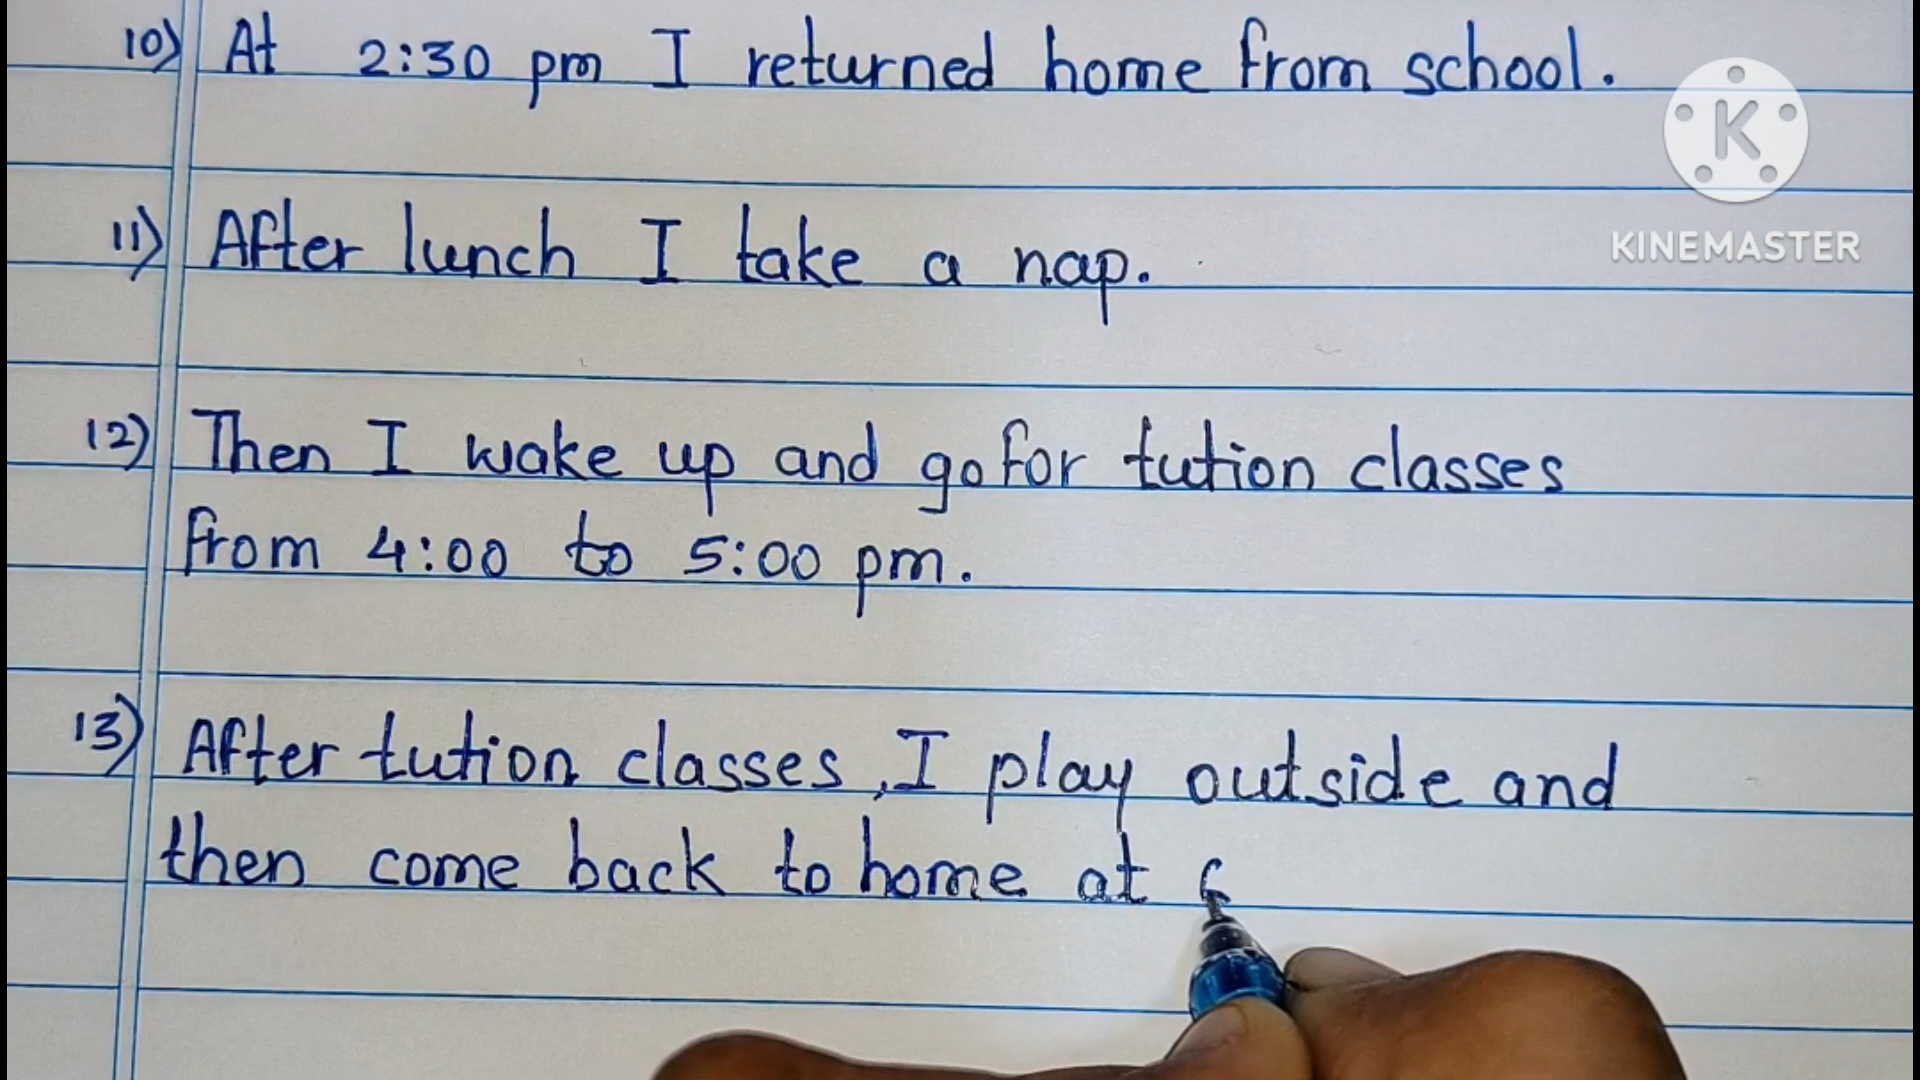 10) At 2:30 pm I returned home from school.
K
KINEMASTER
11) After lunch I take a nap.
12) Then I wake up and go for tution classes
from 4:00 to 5:00 pm.
13) After tution classes, I play outside and
then come back to home at 6